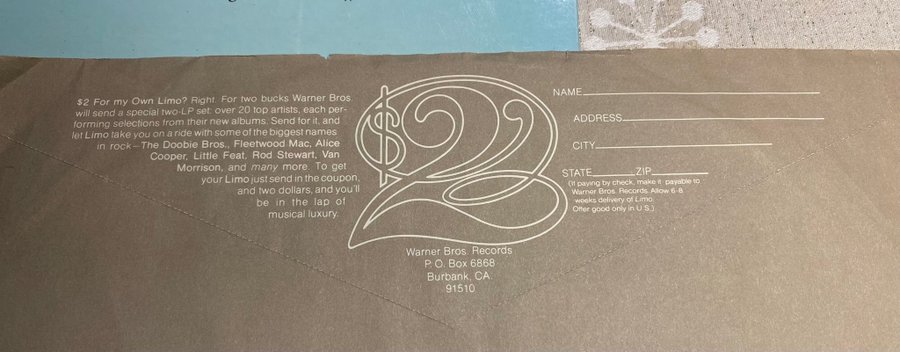 $2 For my Own Limo? Right. For two bucks Warner Bros
will send a special two-LP set: over 20 top artists, each per-
forming selections from their new albums. Send for it, and
let Limo take you on a ride with some of the biggest names
in rock—The Doobie Bros., Fleetwood Mac, Alice
Cooper, Little Feat, Rod Stewart, Van
Morrison, and many more. To get
your Limo just send in the coupon,
and two dollars, and you'll
be in the lap of
musical luxury.
$2
Warner Bros. Records
P. O. Box 6868
Burbank, CA.
91510
NAME
ADDRESS
CITY
STATE ZIP
(If paying by check, make it payable to
Warner Bros. Records. Allow 6-8
weeks delivery of Limo.
Offer good only in U.S.)